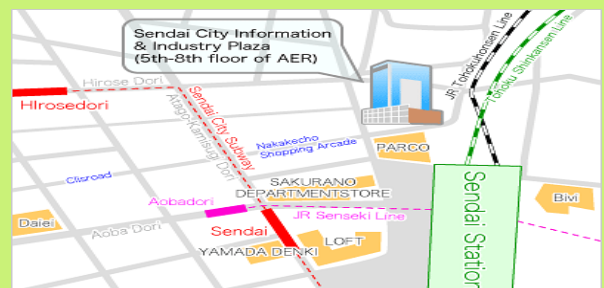 Sendai City Information
& Industry Plaza
(5th-8th floor of AER)
JR Tohokuhonsen Line
Tohoku Shinkansen Line
Hirose Dori
HIrosedori
Sendai City Subway
Atago-Kamisugi Dori
Nakakecho
Shopping Arcade
PARCO
Clisroad
SAKURANO
DEPARTMENTSTORE
Sendai Station
Bivi
Aobadori
JR Senseki Line
Daiei
Aoba Dori
Sendai
LOFT
YAMADA DENKI